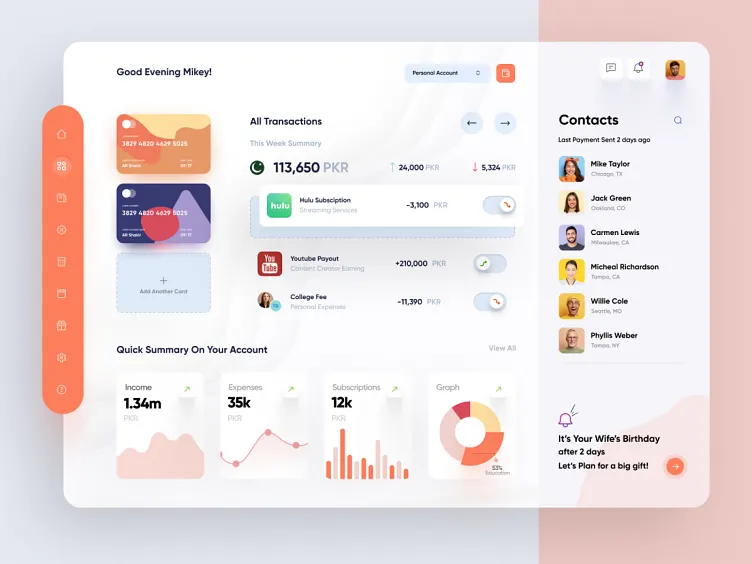 Good Evening Mikey!
Personal Account
3829 4820 4629 5025
AR Shakir
09/17
3829 4820 4629 5025
AR Shakir
09/17
Add Another Card
All Transactions
This Week Summary
113,650 PKR
24,000 PKR
5,324 PKR
hulu
Hulu Subsciption
Streaming Services
-3,100 PKR
You
Tube
Youtube Payout
Content Creator Earning
+210,000 PKR
College Fee
Personal Expenses
-11,390 PKR
Quick Summary On Your Account
View All
Income
1.34m
PKR
Expenses
35k
PKR
Subscriptions
12k
PKR
Graph
53%
Education
Contacts
Last Payment Sent 2 days ago
Mike Taylor
Chicago, TX
Jack Green
Oakland, CO
Carmen Lewis
Milwaukee, CA
Micheal Richardson
Tampa, CA
Willie Cole
Seattle, MD
Phyllis Weber
Tampa, NY
It's Your Wife's Birthday
after 2 days
Let's Plan for a big gift!